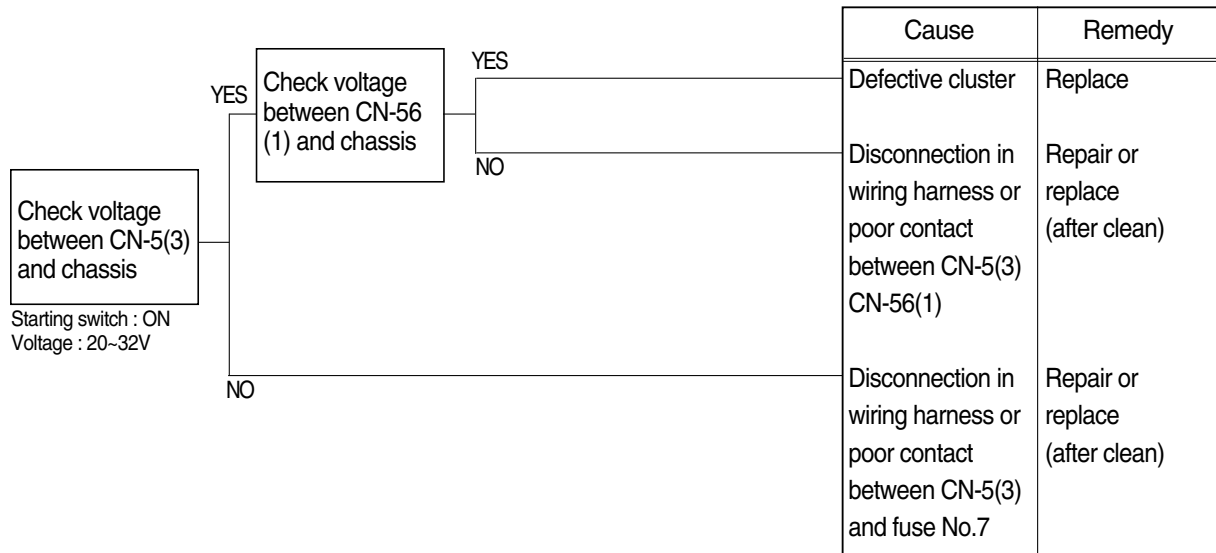 Cause
Remedy
YES
Check voltage
between CN-56
(1) and chassis
YES
Defective cluster
Replace
NO
Disconnection in
wiring harness or
poor contact
between CN-5(3)
CN-56(1)
Repair or
replace
(after clean)
Check voltage
between CN-5(3)
and chassis
Starting switch : ON
Voltage : 20~32V
NO
Disconnection in
wiring harness or
poor contact
between CN-5(3)
and fuse No.7
Repair or
replace
(after clean)